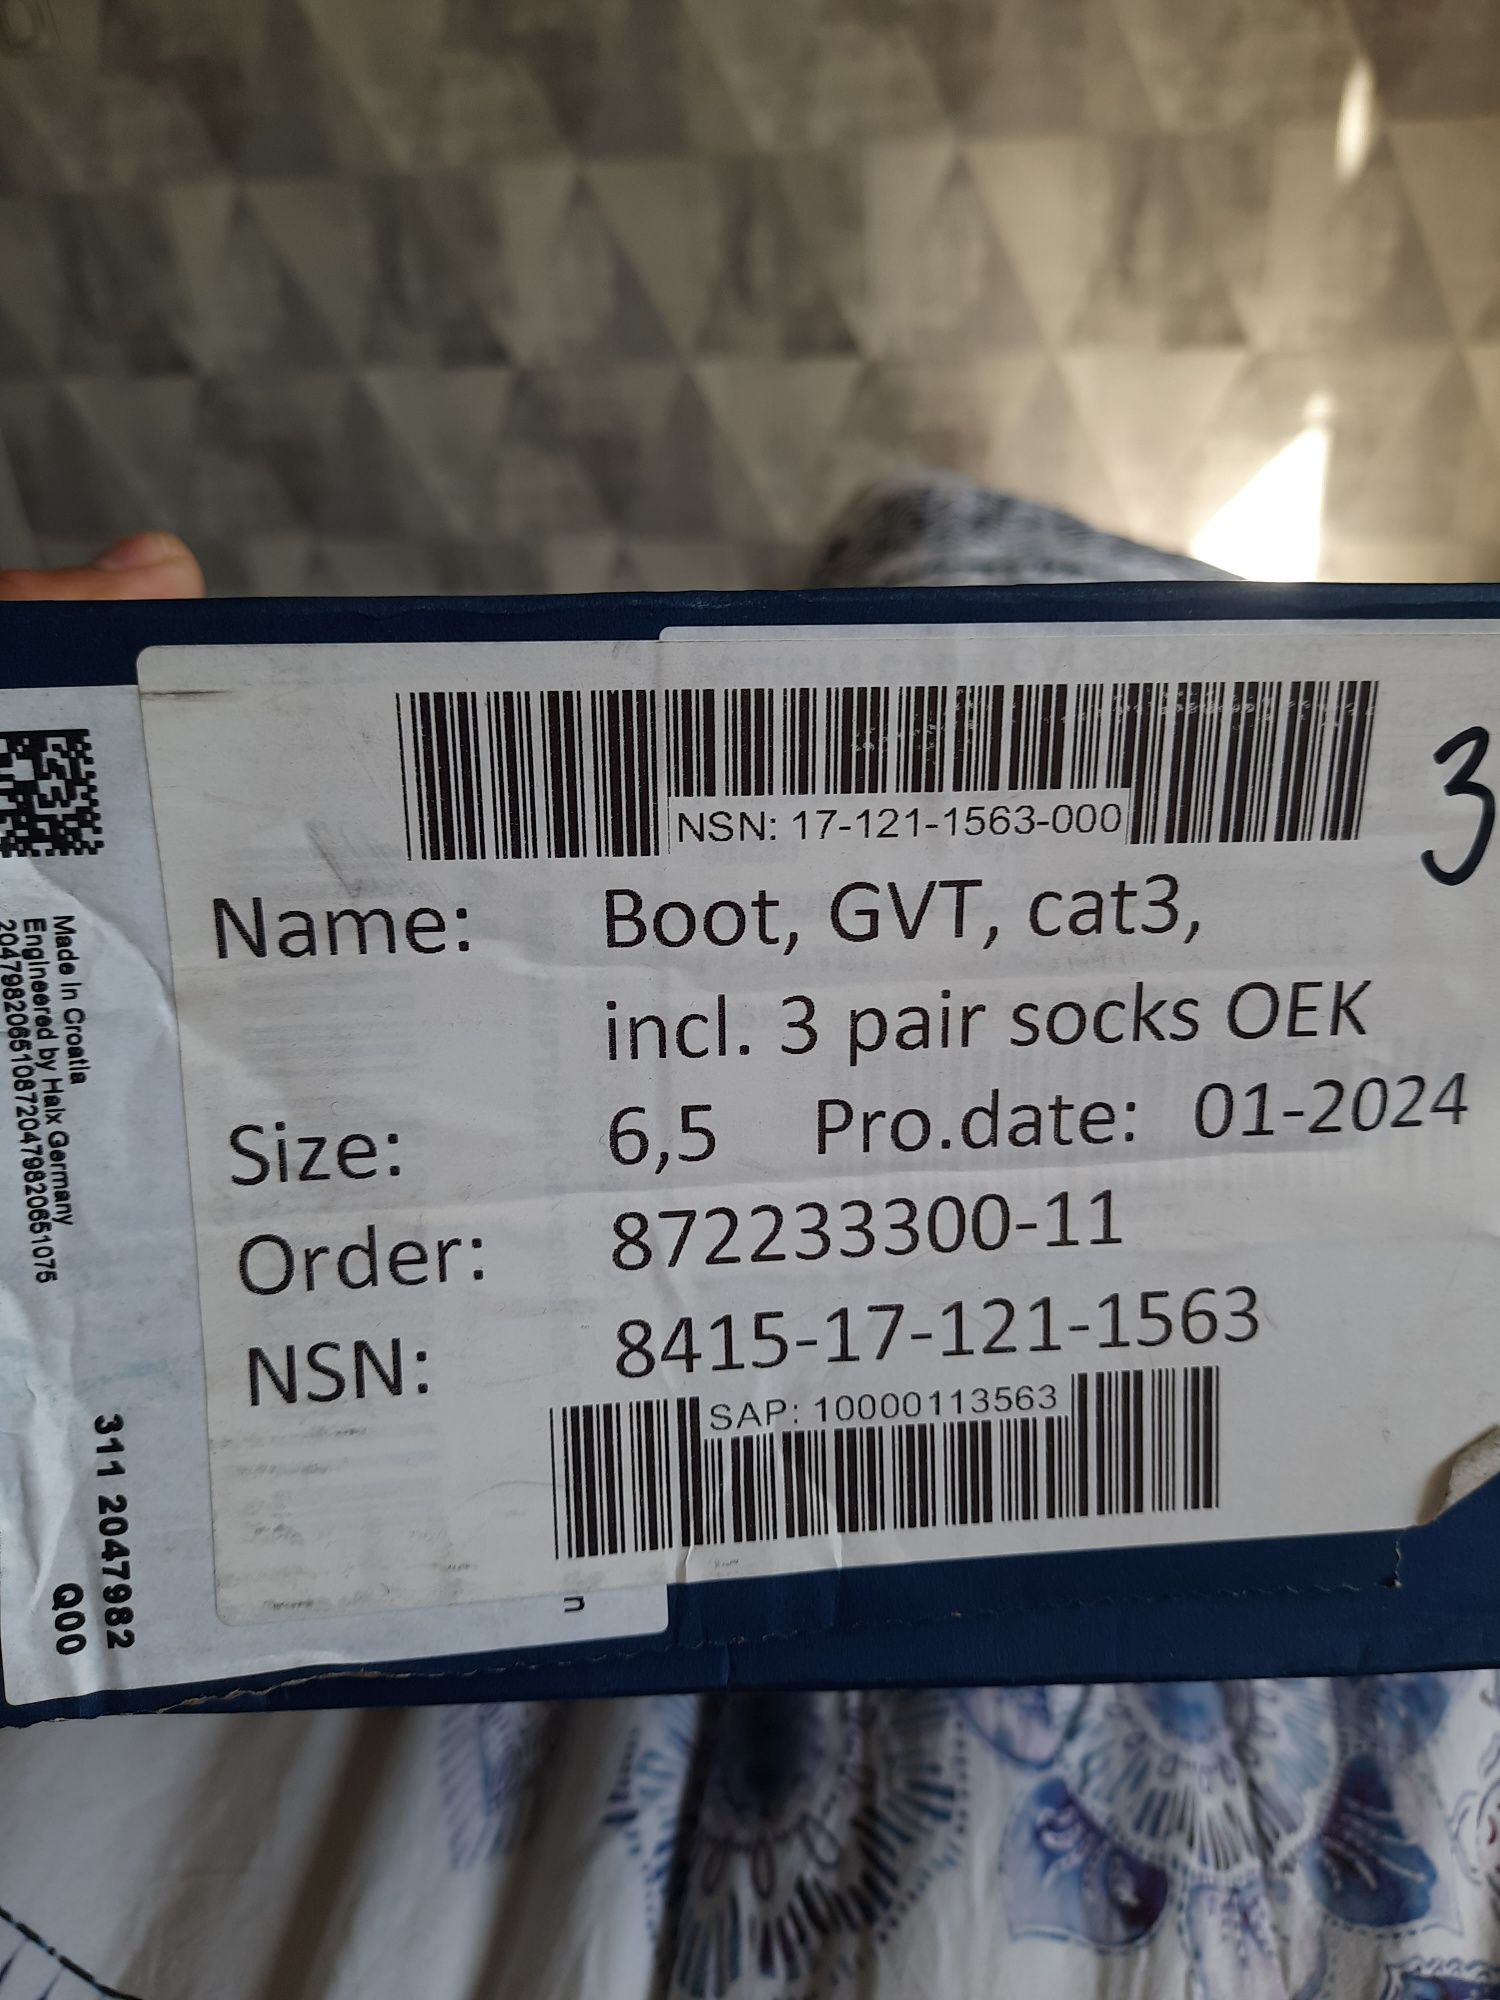 NSN: 17-121-1563-000
3
Name: Boot, GVT, cat3,
incl. 3 pair socks OEK
Size: 6,5 Pro.date: 01-2024
Order: 872233300-11
NSN: 8415-17-121-1563
SAP: 10000113563
Made in Croatia
Engineered by Haix Germany
311 2047982
Q00
n